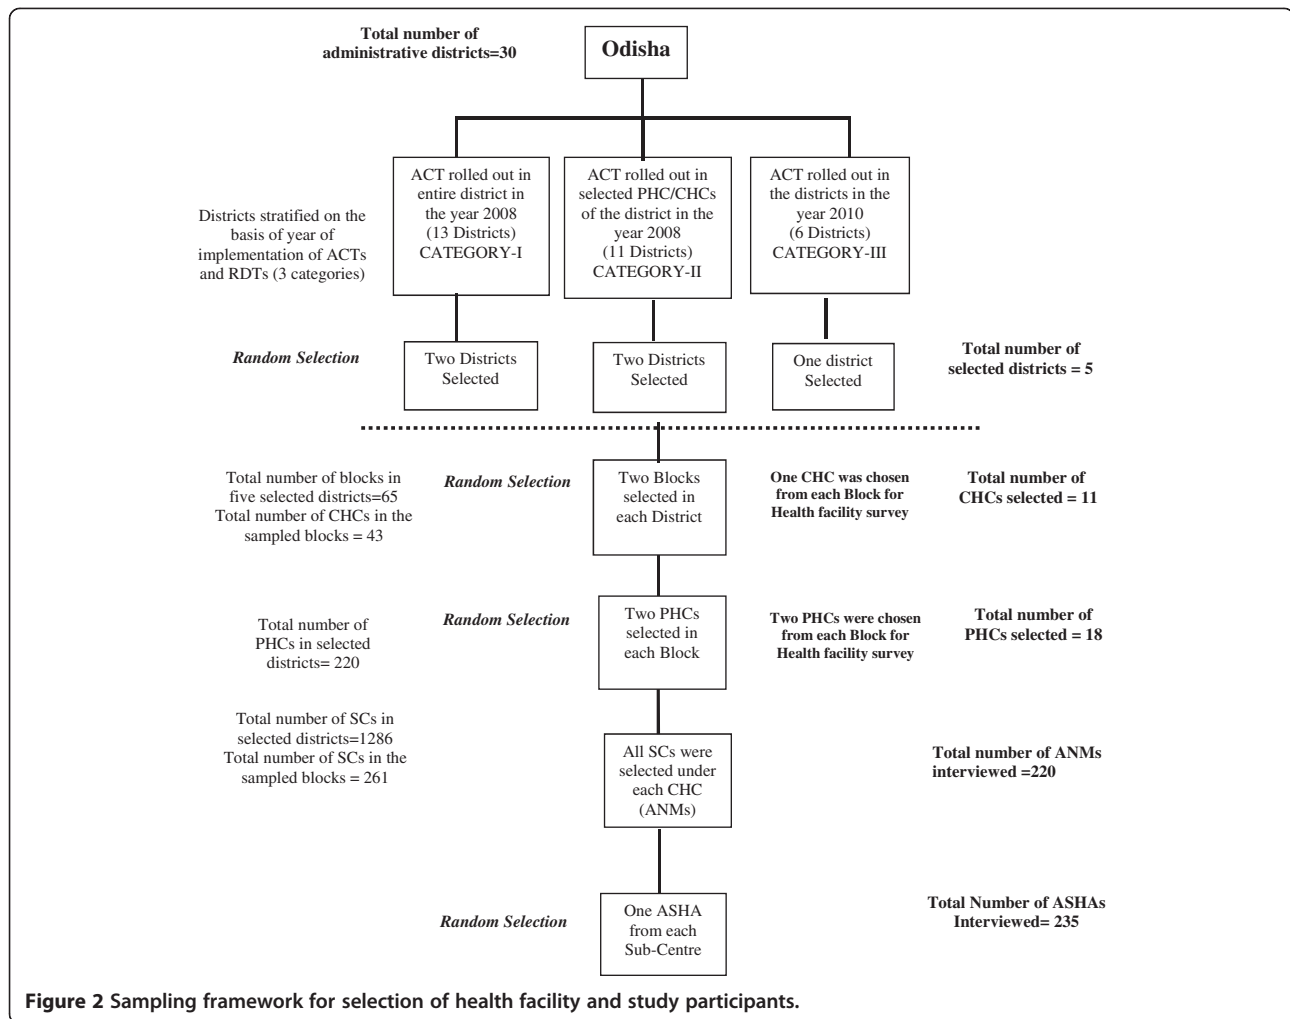 Total number of
administrative districts=30
Odisha
Districts stratified on the
basis of year of
implementation of ACTs
and RDTs (3 categories)
ACT rolled out in
entire district in
the year 2008
(13 Districts)
CATEGORY-I
ACT rolled out in
selected PHC/CHCs
of the district in the
year 2008
(11 Districts)
CATEGORY-II
ACT rolled out in
the districts in the
year 2010
(6 Districts)
CATEGORY-III
Random Selection
Two Districts
Selected
Two Districts
Selected
One district
Selected
Total number of
selected districts = 5
Total number of blocks in
five selected districts=65
Total number of CHCs in the
sampled blocks = 43
Random Selection
Two Blocks
selected in
each District
One CHC was chosen
from each Block for
Health facility survey
Total number of
CHCs selected = 11
Total number of
PHCs in selected
districts= 220
Random Selection
Two PHCs
selected in
each Block
Two PHCs were chosen
from each Block for
Health facility survey
Total number of
PHCs selected = 18
Total number of SCs in
selected districts=1286
Total number of SCs in the
sampled blocks = 261
All SCs were
selected under
each CHC
(ANMs)
Total number of ANMs
interviewed =220
Random Selection
One ASHA
from each
Sub-Centre
Total Number of ASHAs
Interviewed= 235
Figure 2 Sampling framework for selection of health facility and study participants.